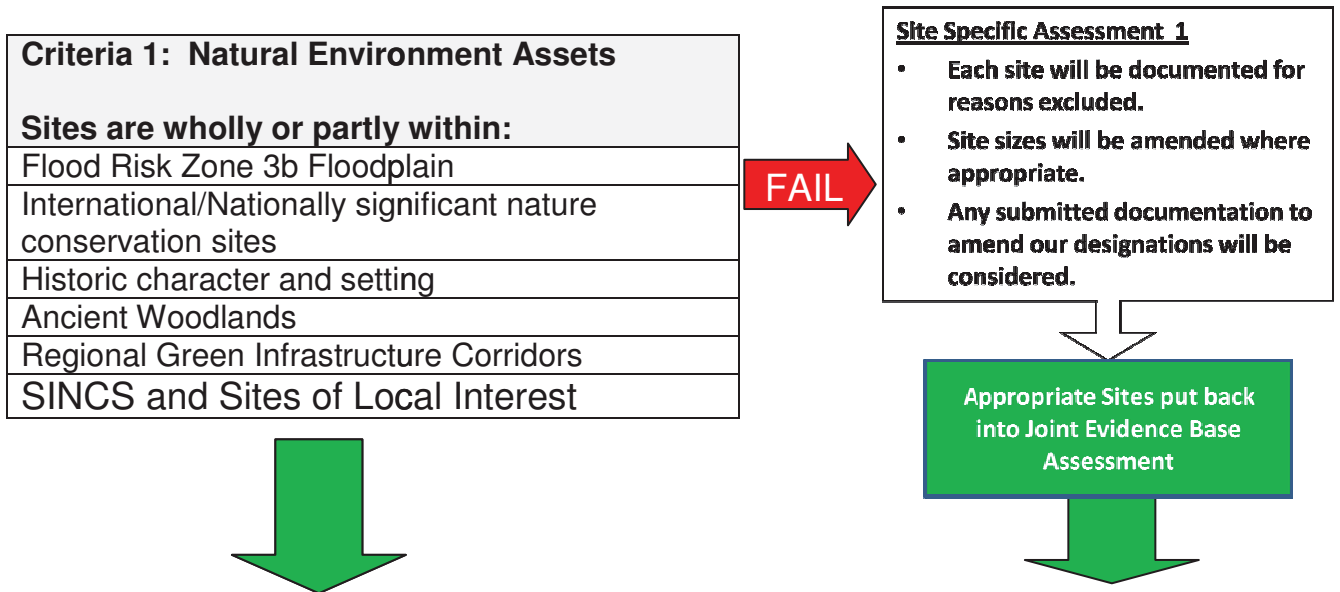 Criteria 1: Natural Environment Assets
Sites are wholly or partly within:
Flood Risk Zone 3b Floodplain
International/Nationally significant nature
conservation sites
Historic character and setting
Ancient Woodlands
Regional Green Infrastructure Corridors
SINCS and Sites of Local Interest
FAIL
Site Specific Assessment 1
• Each site will be documented for
reasons excluded.
• Site sizes will be amended where
appropriate.
• Any submitted documentation to
amend our designations will be
considered.
Appropriate Sites put back
into Joint Evidence Base
Assessment